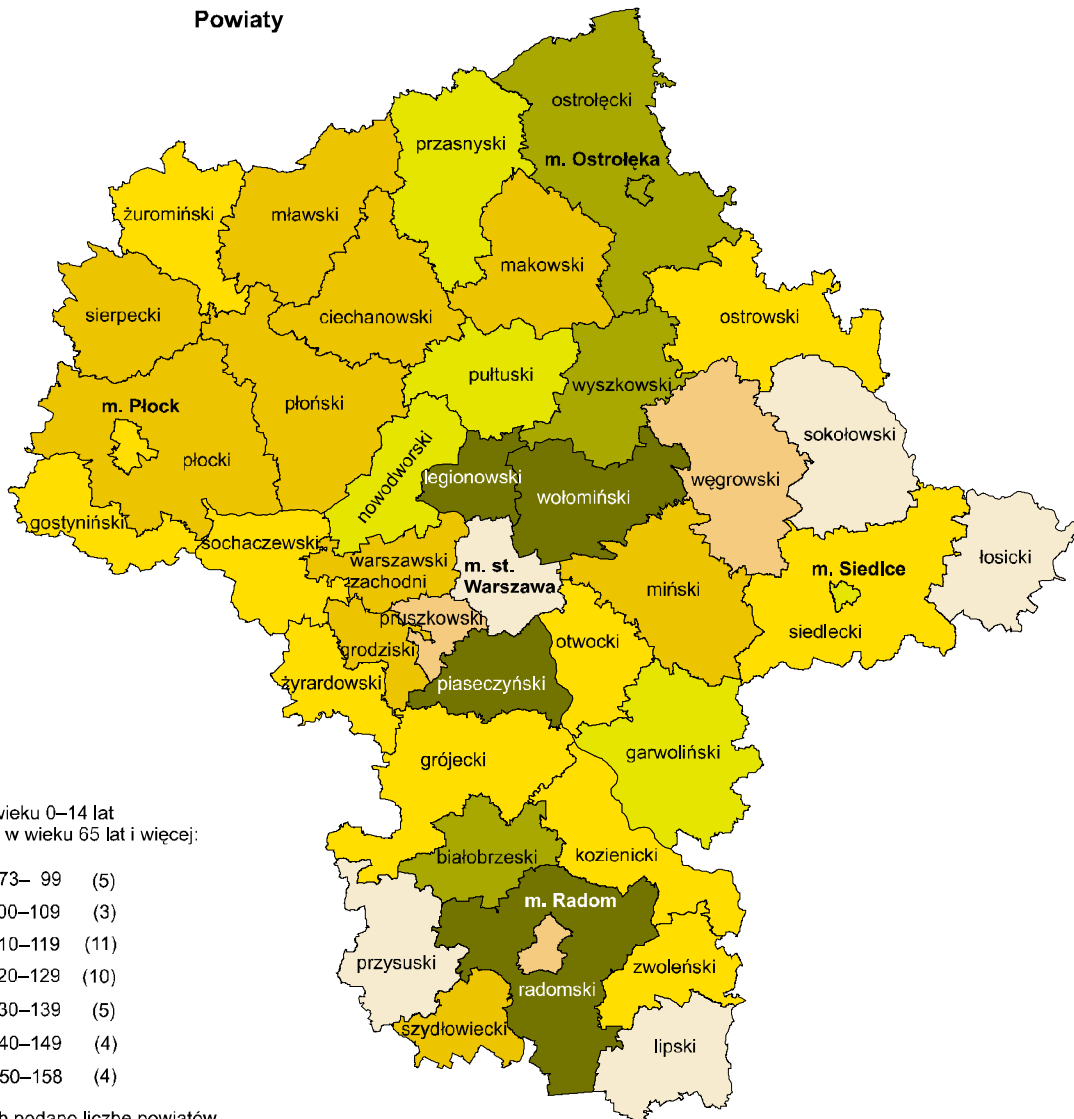 Powiaty
ostrołęcki
przasnyski
m. Ostrołęka
żuromiński
mławski
makowski
sierpecki
ciechanowski
ostrowski
pułtuski
wyszkowski
płoński
m. Płock
sokołowski
płocki
nowodworski
legionowski
wołomiński
węgrowski
gostyniński
sochaczewski
łosicki
warszawski
zachodni
m. st.
Warszawa
m. Siedlce
miński
pruszkowski
siedlecki
otwocki
grodziski
żyrardowski
piaseczyński
garwoliński
grójecki
wieku 0–14 lat
w wieku 65 lat i więcej:
białobrzeski
kozienicki
73– 99 (5)
m. Radom
00–109 (3)
10–119 (11)
przysuski
zwoleński
20–129 (10)
radomski
30–139 (5)
szydłowiecki
40–149 (4)
lipski
50–158 (4)
podano liczbę powiatów